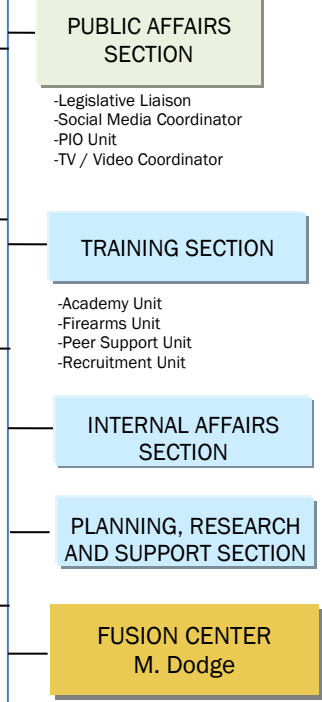 PUBLIC AFFAIRS
SECTION
-Legislative Liaison
-Social Media Coordinator
-PIO Unit
-TV / Video Coordinator
TRAINING SECTION
-Academy Unit
-Firearms Unit
-Peer Support Unit
-Recruitment Unit
INTERNAL AFFAIRS
SECTION
PLANNING, RESEARCH
AND SUPPORT SECTION
FUSION CENTER
M. Dodge